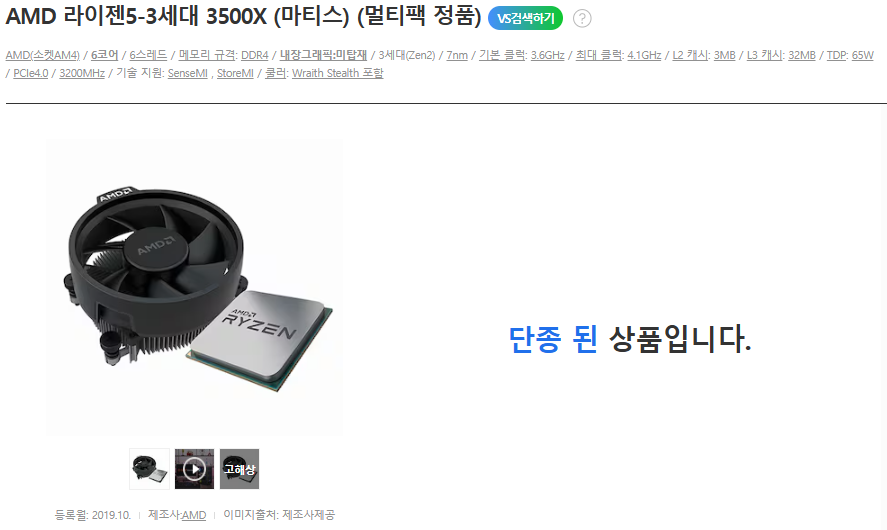 AMD 라이젠5-3세대 3500X (마티스) (멀티팩 정품) VS검색하기 ?
AMD(소켓AM4) / 6코어 / 6스레드 / 메모리 규격: DDR4 / 내장그래픽:미탑재 / 3세대(Zen2) / 7nm / 기본 클럭: 3.6GHz / 최대 클럭: 4.1GHz / L2 캐시: 3MB / L3 캐시: 32MB / TDP: 65W
/ PCIe4.0 / 3200MHz / 기술 지원: SenseMI , StoreMI / 쿨러: Wraith Stealth 포함
AMD
AMD
AMD
RYZEN
단종 된 상품입니다.
고해상
등록월: 2019.10. 제조사:AMD 이미지출처: 제조사제공